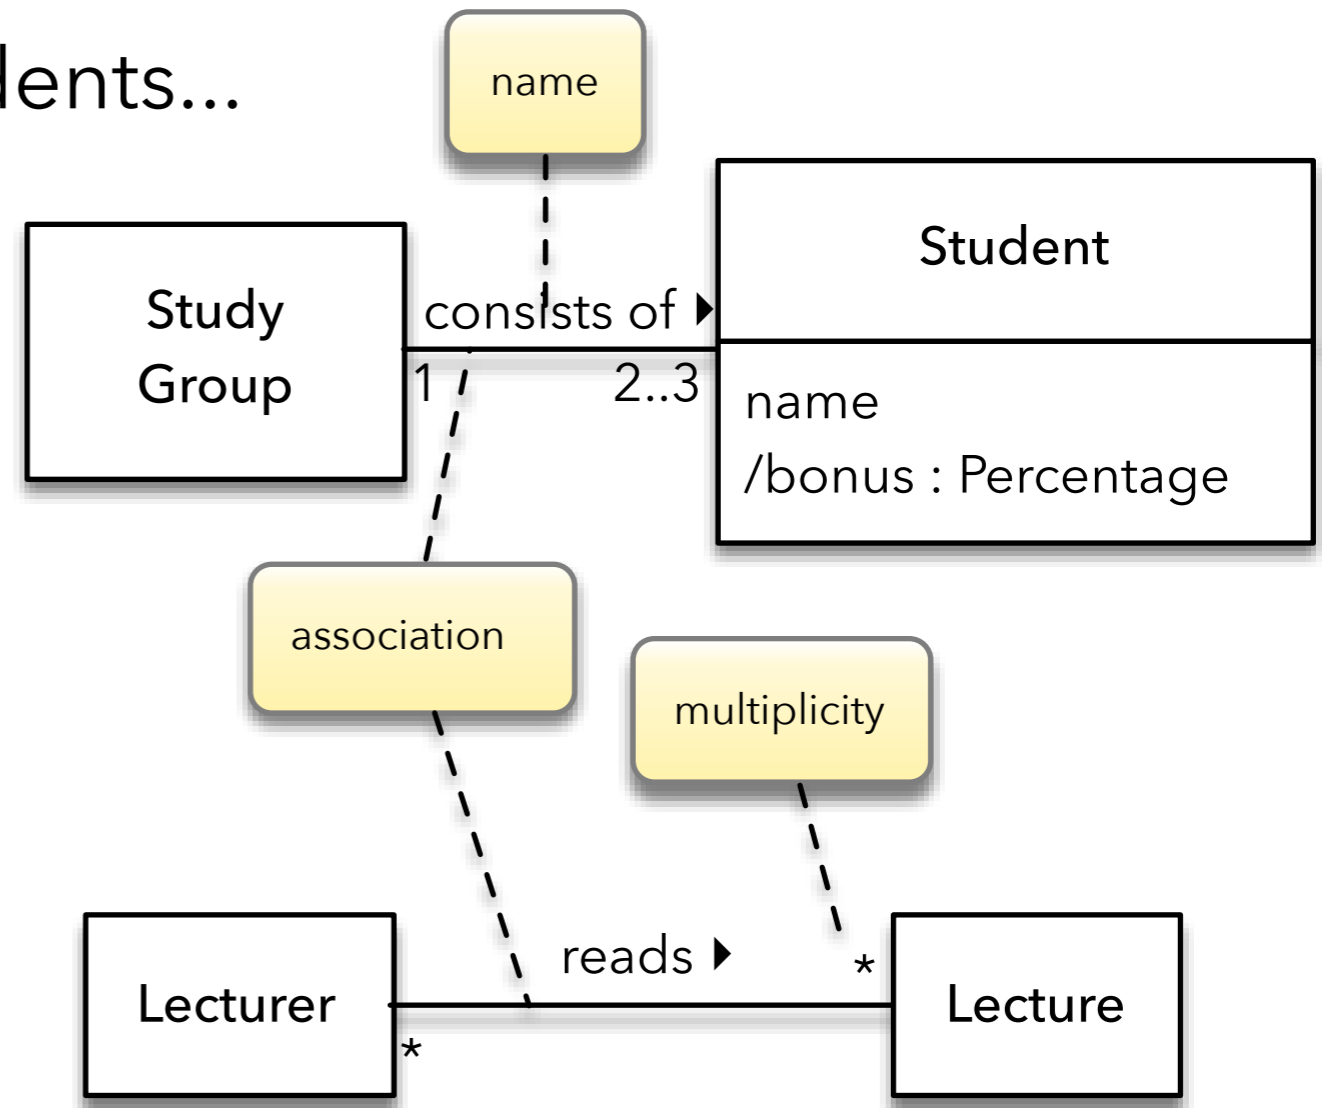 dents...
name
Student
Study
Group
consists of ▸
1
2..3
name
/bonus : Percentage
association
multiplicity
reads ▸
*
Lecturer
Lecture
*